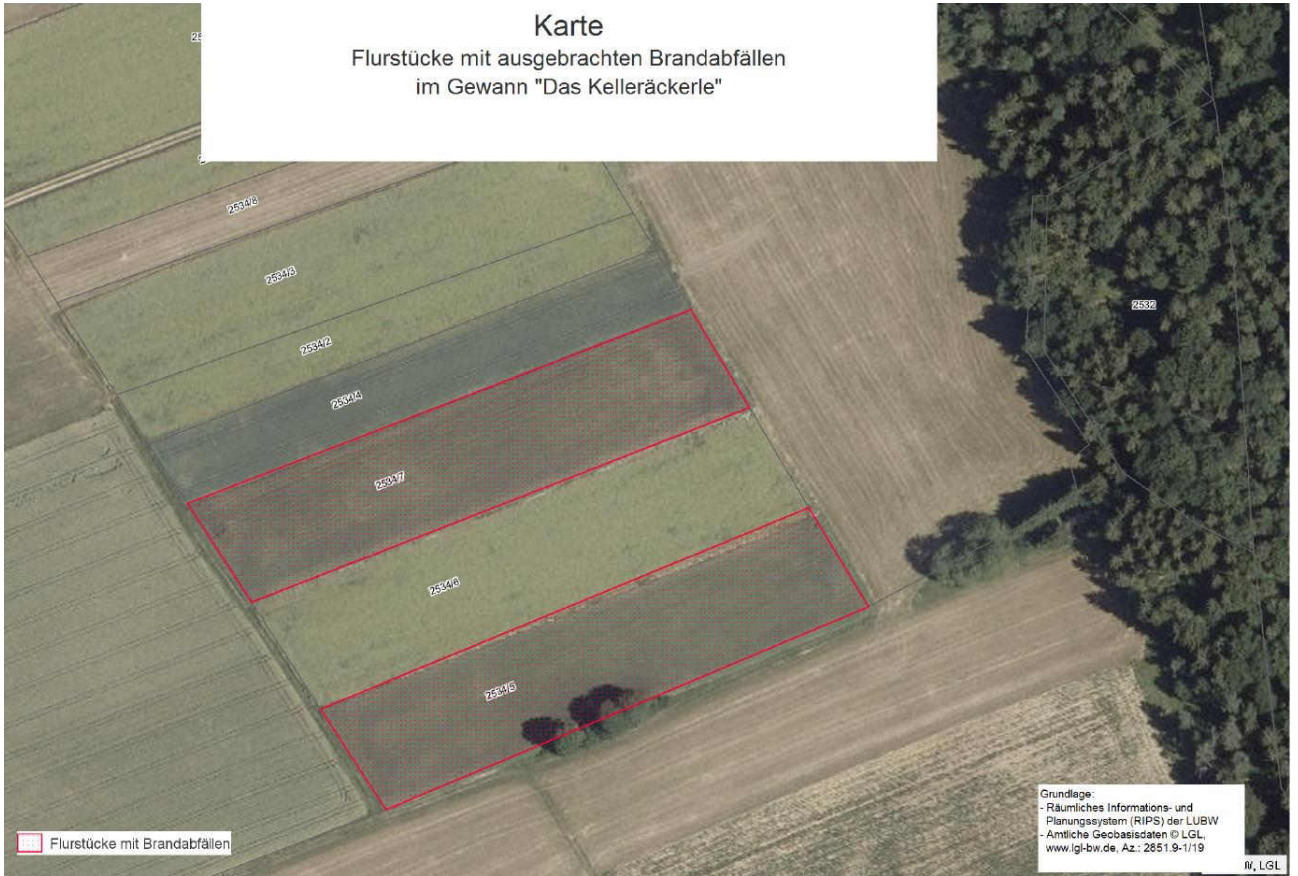 Karte
Flurstücke mit ausgebrachten Brandabfällen
im Gewann "Das Kelleräckerle"
2534/8
2534/3
2534/2
2532
2534/4
2534/7
2534/6
2534/5
Flurstücke mit Brandabfällen
Grundlage:
- Räumliches Informations- und
Planungssystem (RIPS) der LUBW
- Amtliche Geobasisdaten © LGL,
www.lgl-bw.de, Az.: 2851.9-1/19
LGL